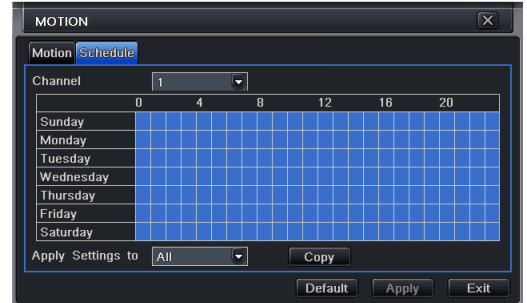 MOTION
Motion Schedule
Channel 1
0 4 8 12 16 20
Sunday
Monday
Tuesday
Wednesday
Thursday
Friday
Saturday
Apply Settings to All Copy
Default Apply Exit